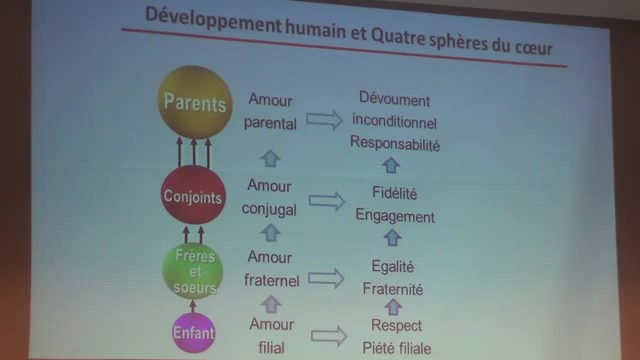 Développement humain et Quatre sphères du cœur
Parents
Amour
parental
Dévoument
inconditionnel
Responsabilité
Conjoints
Amour
conjugal
Fidélité
Engagement
Frères
et
soeurs
Amour
fraternel
Egalité
Fraternité
Enfant
Amour
filial
Respect
Piété filiale